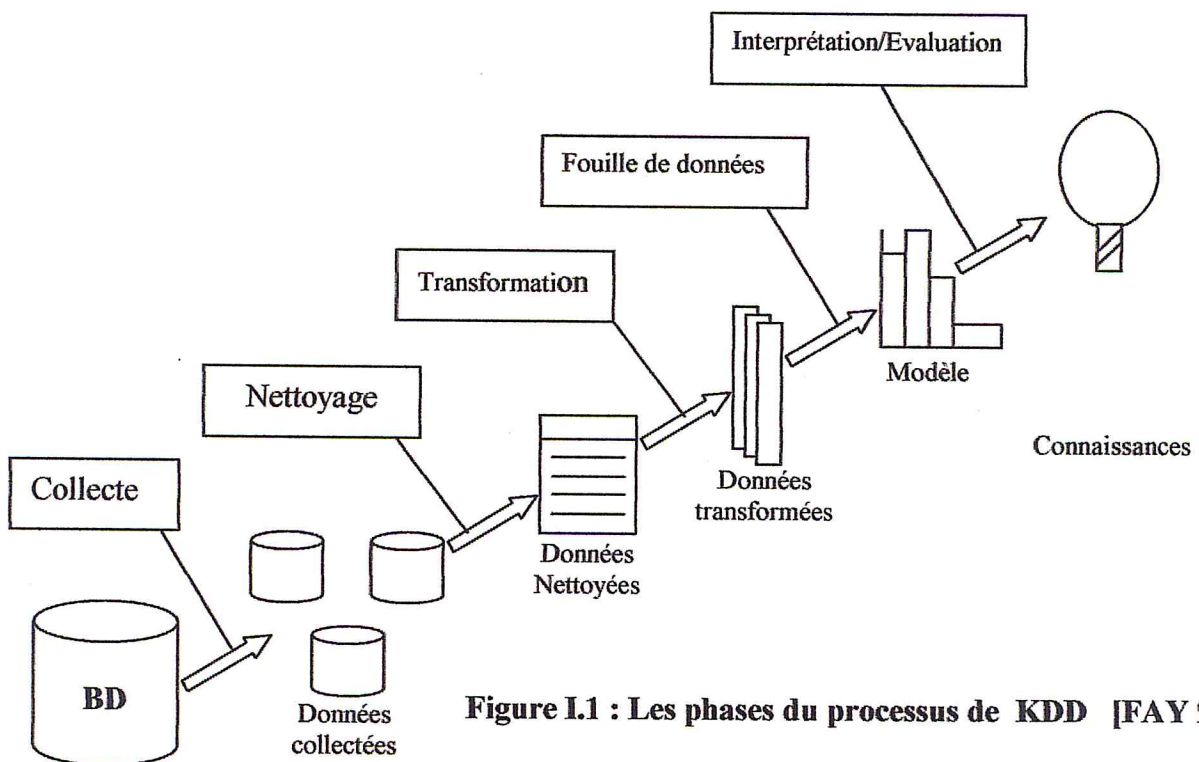 Interprétation/Evaluation
Fouille de données
Transformation
Modèle
Nettoyage
Connaissances
Collecte
Données
transformées
Données
Nettoyées
BD
Données
collectées
Figure I.1 : Les phases du processus de KDD [FAY